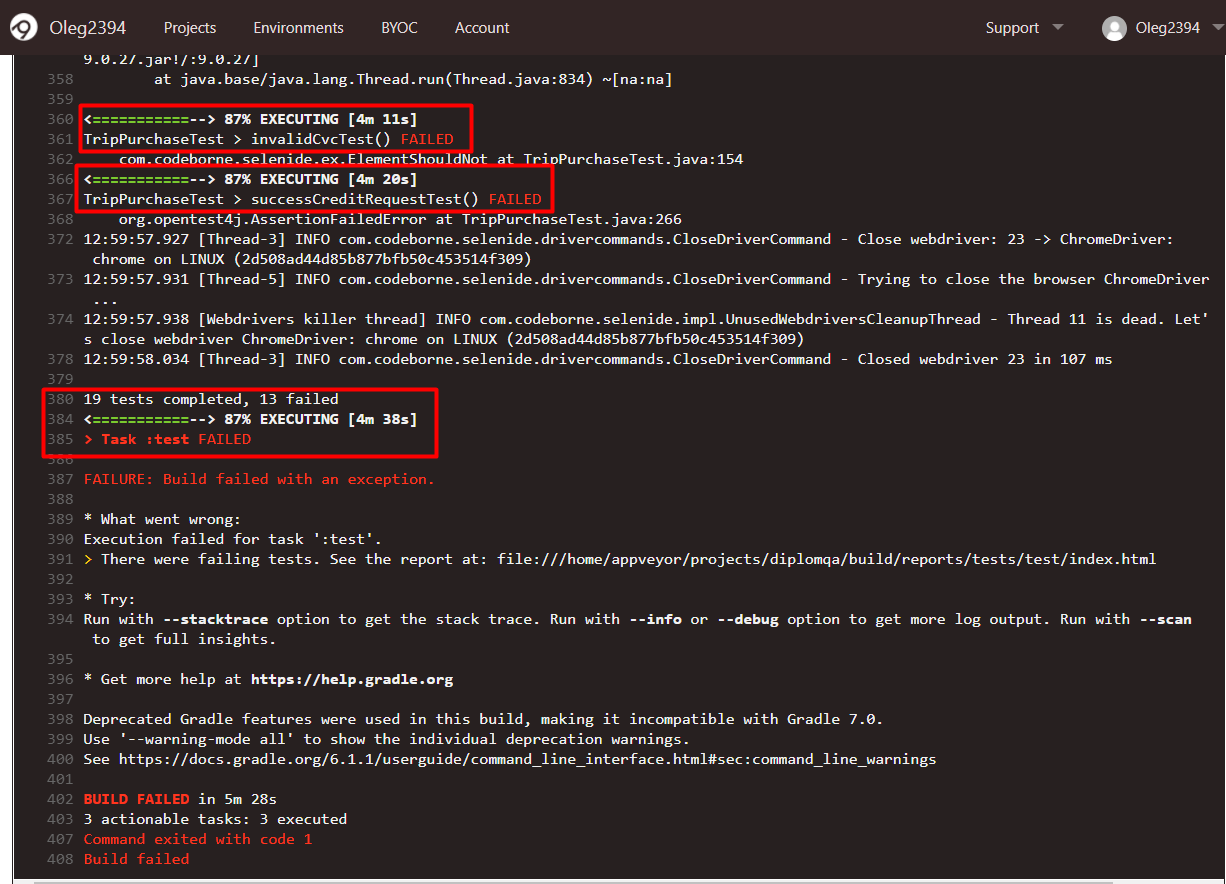 Oleg2394 Projects Environments BYOC Account Support Oleg2394
9.0.27.jar!/:9.0.27]
358 at java.base/java.lang.Thread.run(Thread.java:834) ~[na:na]
359
360 <===========--> 87% EXECUTING [4m 11s]
361 TripPurchaseTest > invalidCvcTest() FAILED
362 com.codeborne.selenide.ex.ElementShouldNot at TripPurchaseTest.java:154
366 <===========--> 87% EXECUTING [4m 20s]
367 TripPurchaseTest > successCreditRequestTest() FAILED
368 org.opentest4j.AssertionFailedError at TripPurchaseTest.java:266
372 12:59:57.927 [Thread-3] INFO com.codeborne.selenide.drivercommands.CloseDriverCommand - Close webdriver: 23 -> ChromeDriver:
chrome on LINUX (2d508ad44d85b877bfb50c453514f309)
373 12:59:57.931 [Thread-5] INFO com.codeborne.selenide.drivercommands.CloseDriverCommand - Trying to close the browser ChromeDriver
...
374 12:59:57.938 [Webdrivers killer thread] INFO com.codeborne.selenide.impl.UnusedWebdriversCleanupThread - Thread 11 is dead. Let'
s close webdriver ChromeDriver: chrome on LINUX (2d508ad44d85b877bfb50c453514f309)
378 12:59:58.034 [Thread-3] INFO com.codeborne.selenide.drivercommands.CloseDriverCommand - Closed webdriver 23 in 107 ms
379
380 19 tests completed, 13 failed
384 <===========--> 87% EXECUTING [4m 38s]
385 > Task :test FAILED
386
387 FAILURE: Build failed with an exception.
388
389 * What went wrong:
390 Execution failed for task ':test'.
391 > There were failing tests. See the report at: file:///home/appveyor/projects/diplomqa/build/reports/tests/test/index.html
392
393 * Try:
394 Run with --stacktrace option to get the stack trace. Run with --info or --debug option to get more log output. Run with --scan
to get full insights.
395
396 * Get more help at https://help.gradle.org
397
398 Deprecated Gradle features were used in this build, making it incompatible with Gradle 7.0.
399 Use '--warning-mode all' to show the individual deprecation warnings.
400 See https://docs.gradle.org/6.1.1/userguide/command_line_interface.html#sec:command_line_warnings
401
402 BUILD FAILED in 5m 28s
403 3 actionable tasks: 3 executed
407 Command exited with code 1
408 Build failed